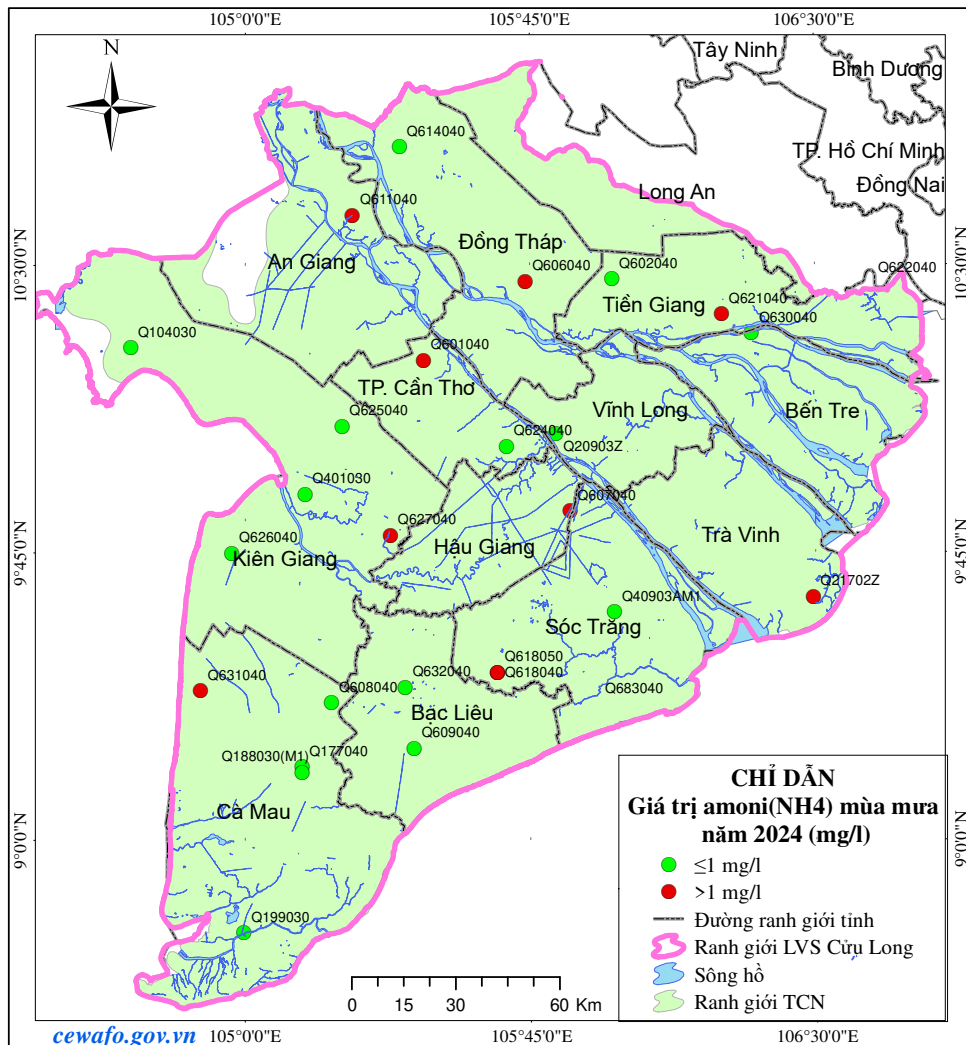 105°0'0"E 105°45'0"E 106°30'0"E
N
Tây Ninh
Bình Dương
TP. Hồ Chí Minh
Đồng Nai
Long An
Q614040
Q611040
Đồng Tháp
An Giang
Q606040
Q602040
Q622040
10°30'0"N
10°30'0"N
Tiền Giang
Q621040
Q630040
Q104030
Q601040
TP. Cần Thơ
Vĩnh Long
Bến Tre
Q625040
Q624040
Q20903Z
Q401030
Q607040
Q627040
Trà Vinh
Q626040
Kiên Giang
Hậu Giang
9°45'0"N
9°45'0"N
Q21702Z
Q40903AM1
Sóc Trăng
Q618050
Q618040
Q632040
Q631040
Q608040
Q683040
Bạc Liêu
Q609040
Q177040
Q188030(M1)
Cà Mau
9°0'0"N
9°0'0"N
Q199030
CHỈ DẪN
Giá trị amoni(NH4) mùa mưa
năm 2024 (mg/l)
≤1 mg/l
>1 mg/l
Đường ranh giới tỉnh
Ranh giới LVS Cửu Long
Sông hồ
Ranh giới TCN
0 15 30 60 Km
cewafo.gov.vn
105°0'0"E 105°45'0"E 106°30'0"E